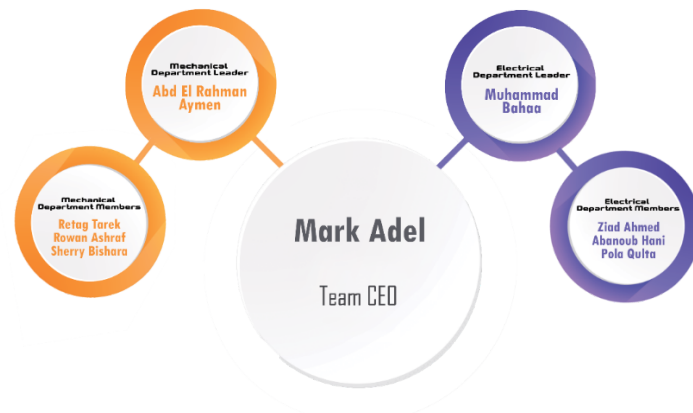 Mechanical
Department Leader
Abd El Rahman
Aymen
Electrical
Department Leader
Muhammad
Bahaa
Mechanical
Department Members
Retag Tarek
Rowan Ashraf
Sherry Bishara
Mark Adel
Team CEO
Electrical
Department Members
Ziad Ahmed
Abanoub Hani
Pola Qulta